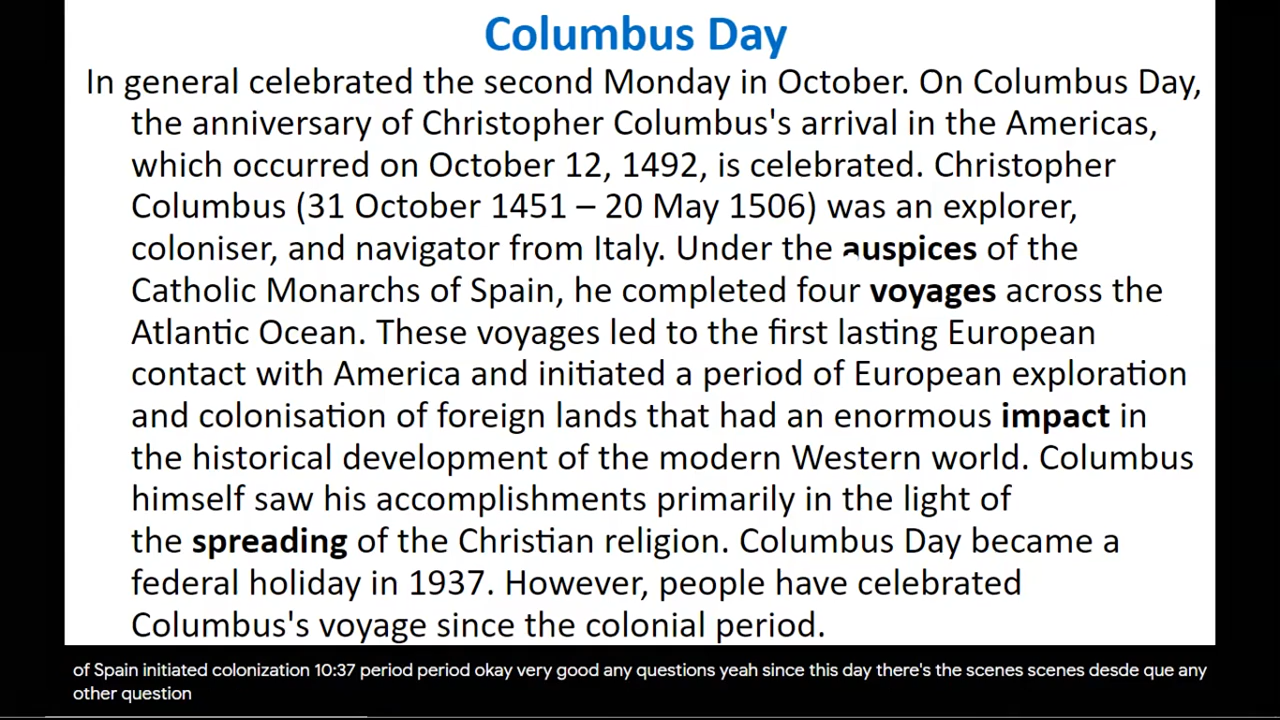 Columbus Day
In general celebrated the second Monday in October. On Columbus Day,
the anniversary of Christopher Columbus's arrival in the Americas,
which occurred on October 12, 1492, is celebrated. Christopher
Columbus (31 October 1451 – 20 May 1506) was an explorer,
coloniser, and navigator from Italy. Under the auspices of the
Catholic Monarchs of Spain, he completed four voyages across the
Atlantic Ocean. These voyages led to the first lasting European
contact with America and initiated a period of European exploration
and colonisation of foreign lands that had an enormous impact in
the historical development of the modern Western world. Columbus
himself saw his accomplishments primarily in the light of
the spreading of the Christian religion. Columbus Day became a
federal holiday in 1937. However, people have celebrated
Columbus's voyage since the colonial period.
of Spain initiated colonization 10:37 period period okay very good any questions yeah since this day there's the scenes scenes desde que any
other question